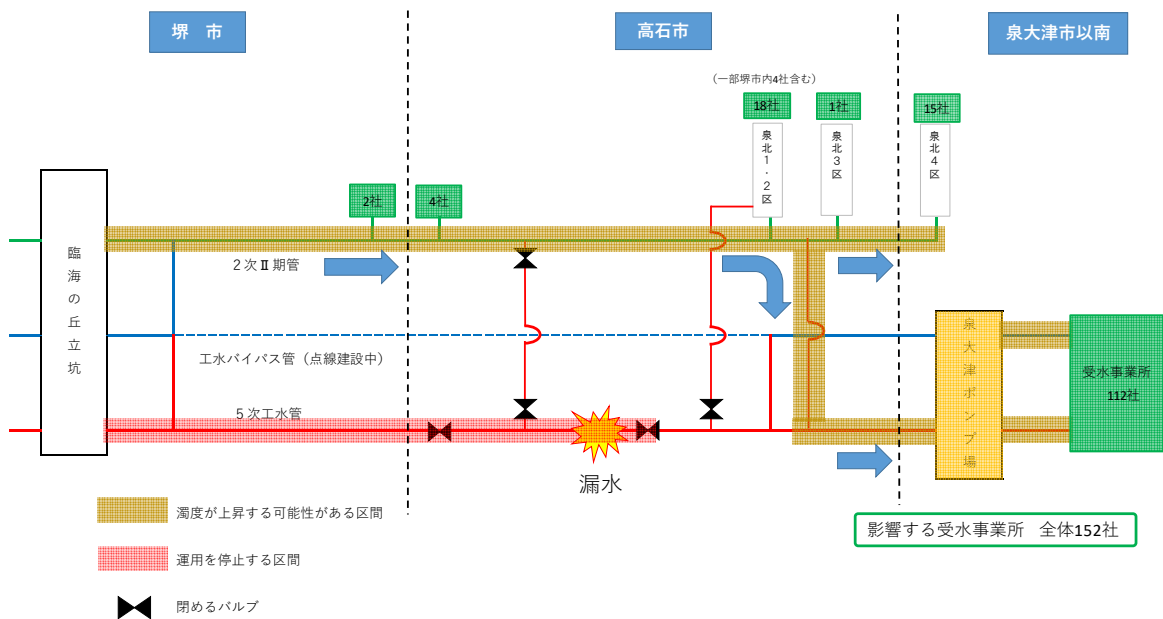 堺　市
高石市
泉大津市以南
（一部堺市内4社含む）
18社
1社
15社
泉北1・2区
泉北3区
泉北4区
2社
4社
臨海の丘立坑
２次Ⅱ期管
工水バイパス管（点線建設中）
５次工水管
泉大津ポンプ場
受水事業所
112社
漏水
濁度が上昇する可能性がある区間
影響する受水事業所　全体152社
運用を停止する区間
閉めるバルブ